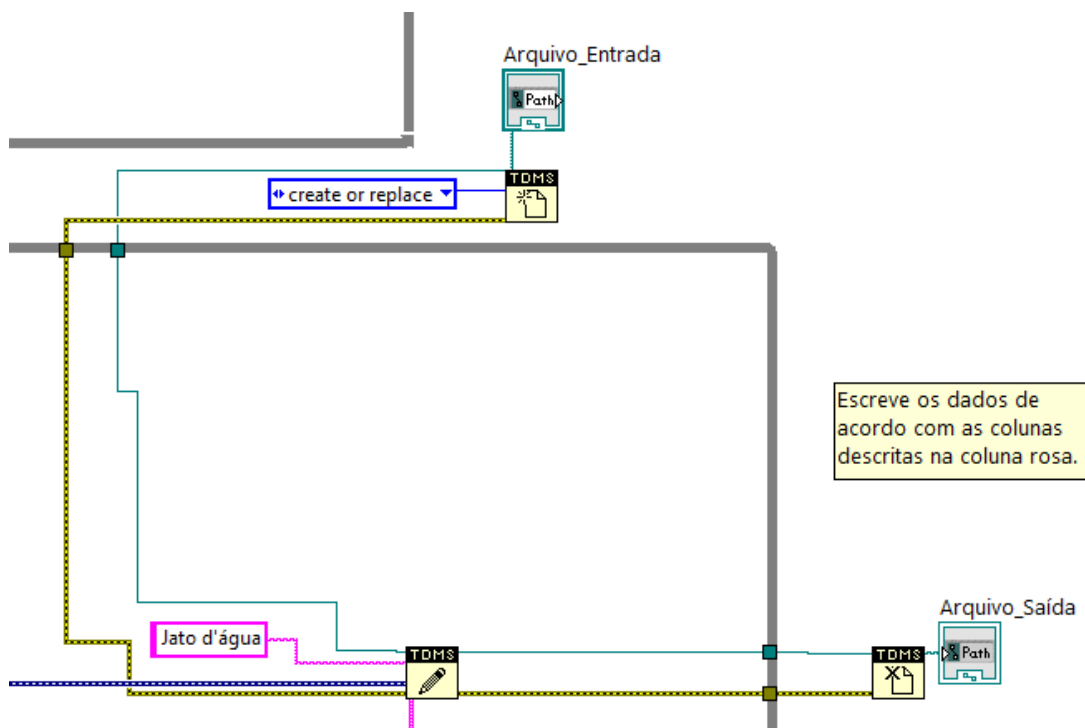 Arquivo_Entrada
Path
TDMS
create or replace
Escreve os dados de
acordo com as colunas
descritas na coluna rosa.
Arquivo_Saída
Jato d'água
TDMS
TDMS
Path